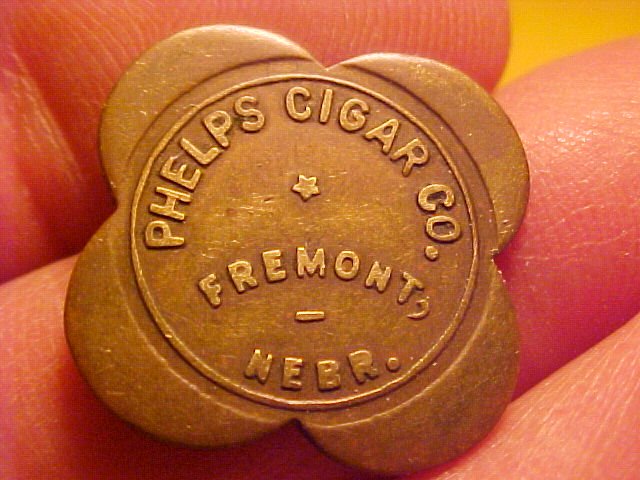 PHELPS CIGAR CO.
FREMONT,
NEBR.